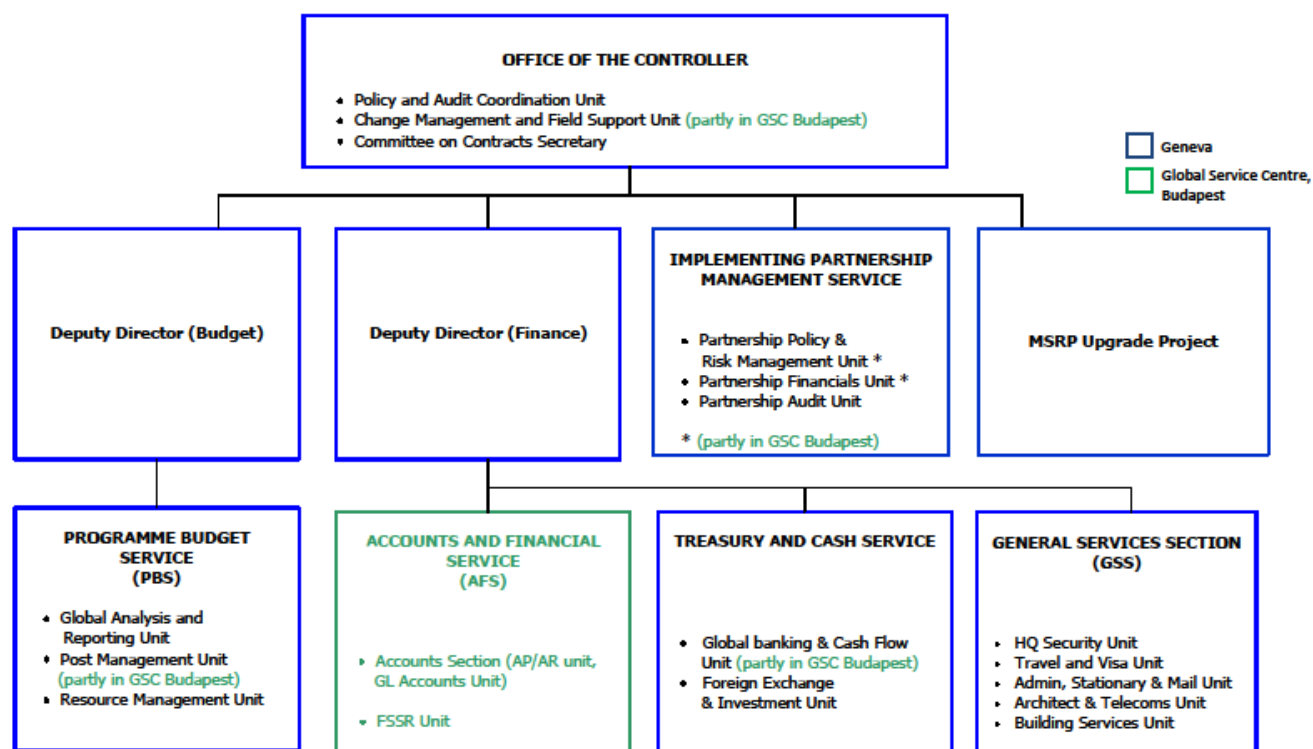 OFFICE OF THE CONTROLLER
• Policy and Audit Coordination Unit
• Change Management and Field Support Unit (partly in GSC Budapest)
• Committee on Contracts Secretary
Geneva
Global Service Centre,
Budapest
Deputy Director (Budget)
Deputy Director (Finance)
IMPLEMENTING PARTNERSHIP
MANAGEMENT SERVICE
• Partnership Policy &
Risk Management Unit *
• Partnership Financials Unit *
• Partnership Audit Unit
* (partly in GSC Budapest)
MSRP Upgrade Project
PROGRAMME BUDGET
SERVICE
(PBS)
• Global Analysis and
Reporting Unit
• Post Management Unit
(partly in GSC Budapest)
• Resource Management Unit
ACCOUNTS AND FINANCIAL
SERVICE
(AFS)
• Accounts Section (AP/AR unit,
GL Accounts Unit)
• FSSR Unit
TREASURY AND CASH SERVICE
• Global banking & Cash Flow
Unit (partly in GSC Budapest)
• Foreign Exchange
& Investment Unit
GENERAL SERVICES SECTION
(GSS)
• HQ Security Unit
• Travel and Visa Unit
• Admin, Stationary & Mail Unit
• Architect & Telecoms Unit
• Building Services Unit